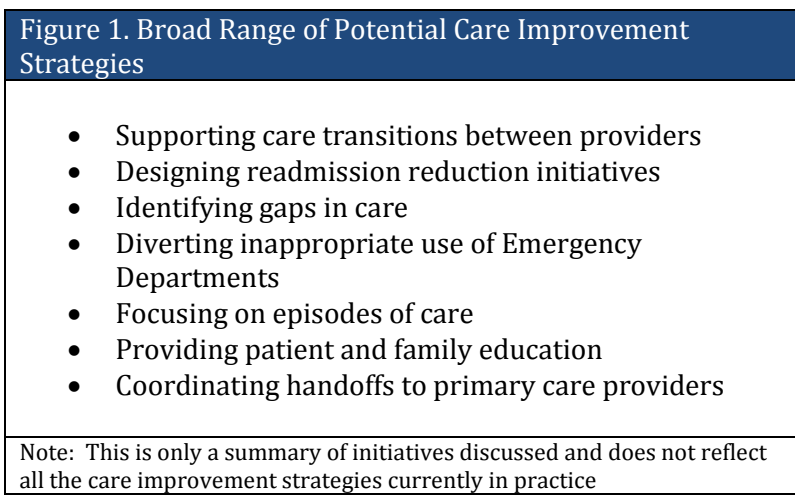 Figure 1. Broad Range of Potential Care Improvement
Strategies
• Supporting care transitions between providers
• Designing readmission reduction initiatives
• Identifying gaps in care
• Diverting inappropriate use of Emergency
Departments
• Focusing on episodes of care
• Providing patient and family education
• Coordinating handoffs to primary care providers
Note:  This is only a summary of initiatives discussed and does not reflect
all the care improvement strategies currently in practice